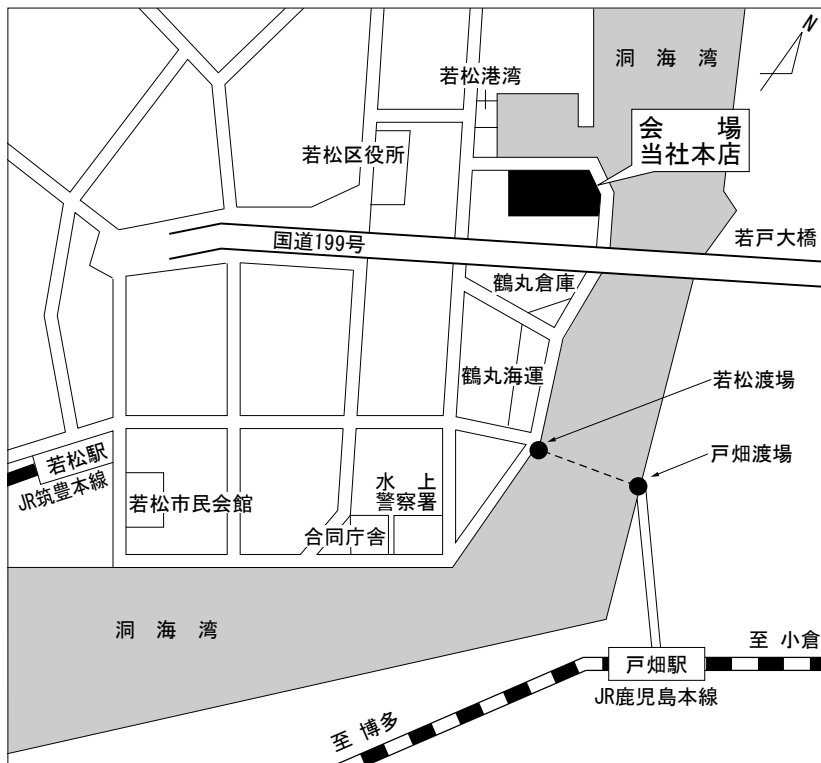 N
洞海湾
若松港湾
会場
当社本店
若松区役所
国道199号
若戸大橋
鶴丸倉庫
鶴丸海運
若松渡場
戸畑渡場
若松駅
JR筑豊本線
若松市民会館
水上
警察署
合同庁舎
洞海湾
至 小倉
戸畑駅
JR鹿児島本線
至 博多